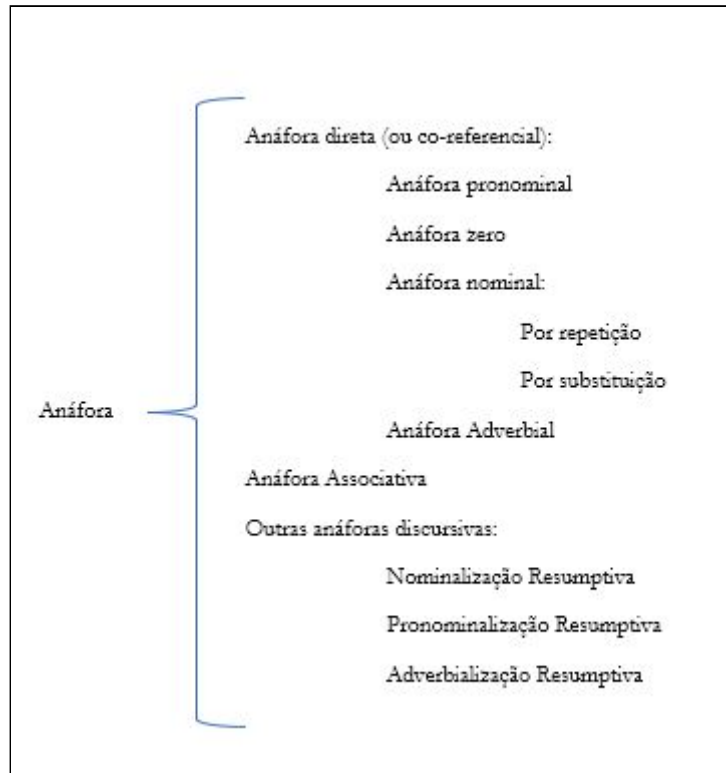 Anáfora direta (ou co-referencial):
Anáfora pronominal
Anáfora zero
Anáfora nominal:
Por repetição
Por substituição
Anáfora
Anáfora Adverbial
Anáfora Associativa
Outras anáforas discursivas:
Nominalização Resumptiva
Pronominalização Resumptiva
Adverbialização Resumptiva